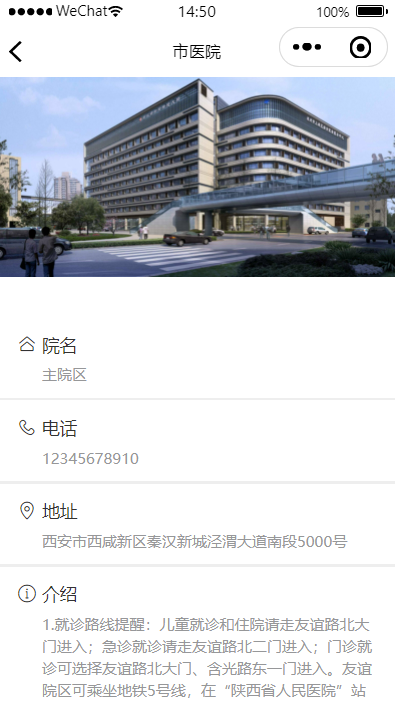 WeChat 14:50 100%
市医院
院名
主院区
电话
12345678910
地址
西安市西咸新区秦汉新城泾渭大道南段5000号
介绍
1.就诊路线提醒：儿童就诊和住院请走友谊路北大
门进入；急诊就诊请走友谊路北二门进入；门诊就
诊可选择友谊路北大门、含光路东一门进入。友谊
院区可乘坐地铁5号线，在“陕西省人民医院”站